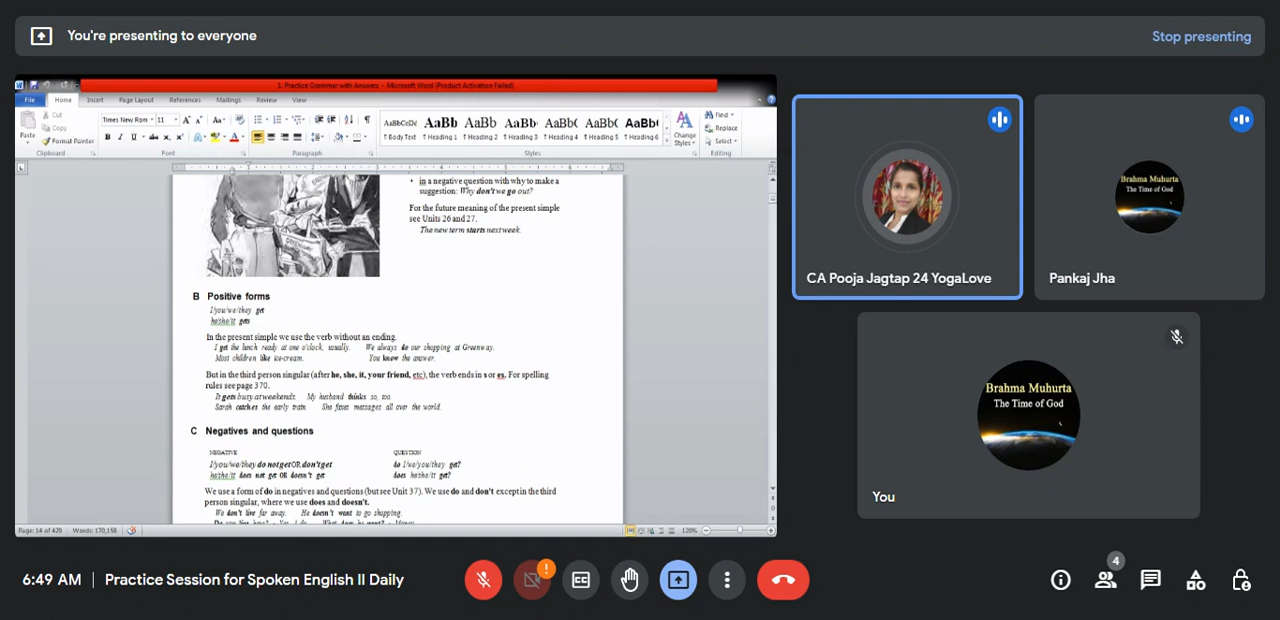 You're presenting to everyone
Stop presenting
1. Practice Grammar with Answers - Microsoft Word (Product Activation Failed)
File Home Insert Page Layout References Mailings Review View
Cut
Copy
Format Painter
Paste
Times New Rom 11
AaBbCcDd AaBb AaBb AaBb AaBb AaBb AaBb
¶ Body Text ¶ Heading 1 ¶ Heading 2 ¶ Heading 3 ¶ Heading 4 ¶ Heading 5 ¶ Heading 6
Change Styles
Find
Replace
Select
Clipboard Font Paragraph Styles Editing
• in a negative question with why to make a
suggestion: Why don't we go out?
For the future meaning of the present simple
see Units 26 and 27.
The new term starts next week.
B Positive forms
I/you/we/they get
he/she/it gets
In the present simple we use the verb without an ending.
I get the lunch ready at one o'clock, usually. We always do our shopping at Greenway.
Most children like ice-cream. You know the answer.
But in the third person singular (after he, she, it, your friend, etc), the verb ends in s or es. For spelling
rules see page 370.
It gets busy at weekends. My husband thinks so, too.
Sarah catches the early train. She faxes messages all over the world.
C Negatives and questions
NEGATIVE QUESTION
I/you/we/they do notgetOR don'tget do I/we/you/they get?
he/she/it does not get OR doesn't get does he/she/it get?
We use a form of do in negatives and questions (but see Unit 37). We use do and don't except in the third
person singular, where we use does and doesn't.
We don't live far away. He doesn't want to go shopping.
Page: 14 of 429 Words: 170,158 120%
Brahma Muhurta
The Time of God
CA Pooja Jagtap 24 YogaLove
Pankaj Jha
Brahma Muhurta
The Time of God
You
6:49 AM | Practice Session for Spoken English II Daily
CC
4